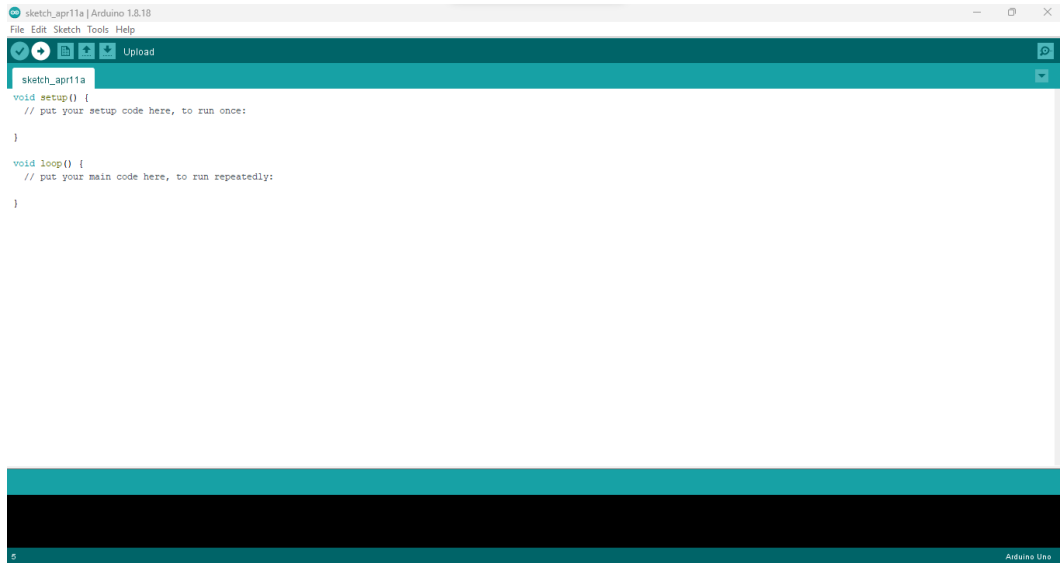 sketch_apr11a | Arduino 1.8.18
File Edit Sketch Tools Help
Upload
sketch_apr11a
void setup() {
  // put your setup code here, to run once:
}
void loop() {
  // put your main code here, to run repeatedly:
}
5 Arduino Uno